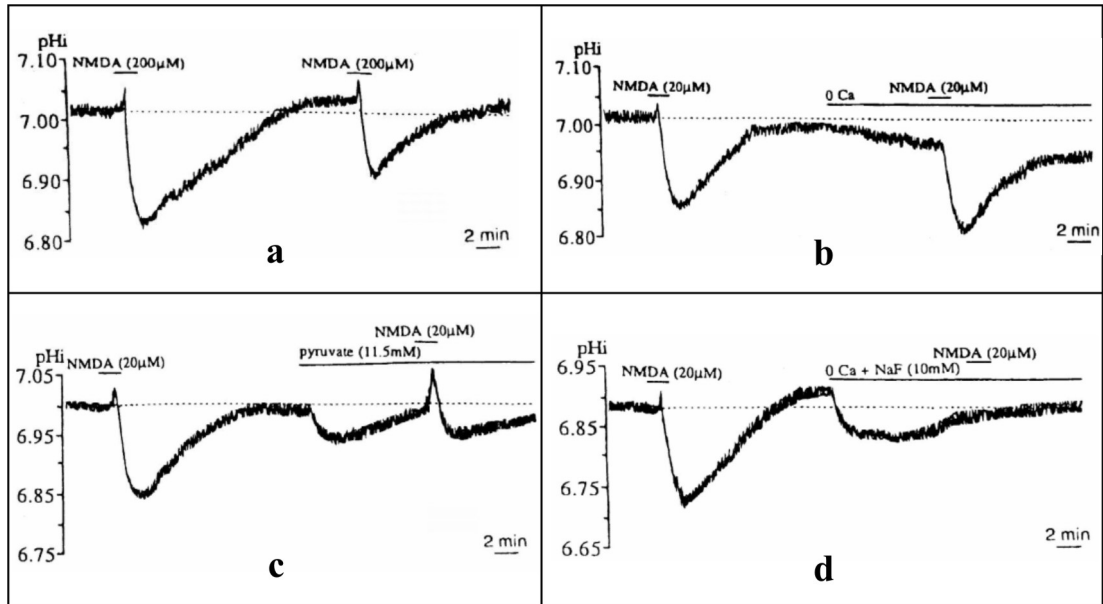 pHi
NMDA (200µM)
NMDA (200µM)
7.10
7.00
6.90
6.80
2 min
a
pHi
7.10
NMDA (20µM)
NMDA (20µM)
0 Ca
7.00
6.90
6.80
2 min
b
NMDA (20µM)
pHi
NMDA (20µM)
pyruvate (11.5mM)
7.05
6.95
6.85
6.75
2 min
c
NMDA (20µM)
pHi
6.95
NMDA (20µM)
0 Ca + NaF (10mM)
6.85
6.75
6.65
2 min
d